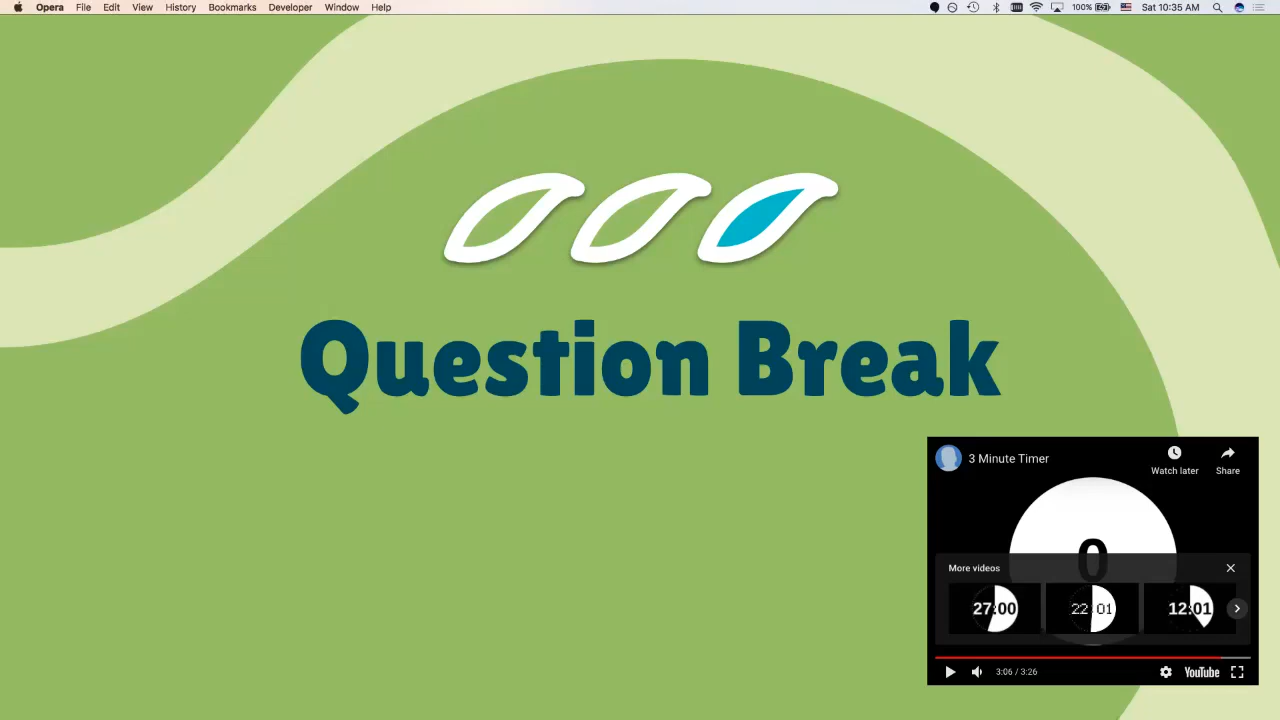 Opera File Edit View History Bookmarks Developer Window Help 100% Sat 10:35 AM
Question Break
3 Minute Timer
Watch later Share
0
More videos
27:00 22:01 12:01
3:06 / 3:26 YouTube